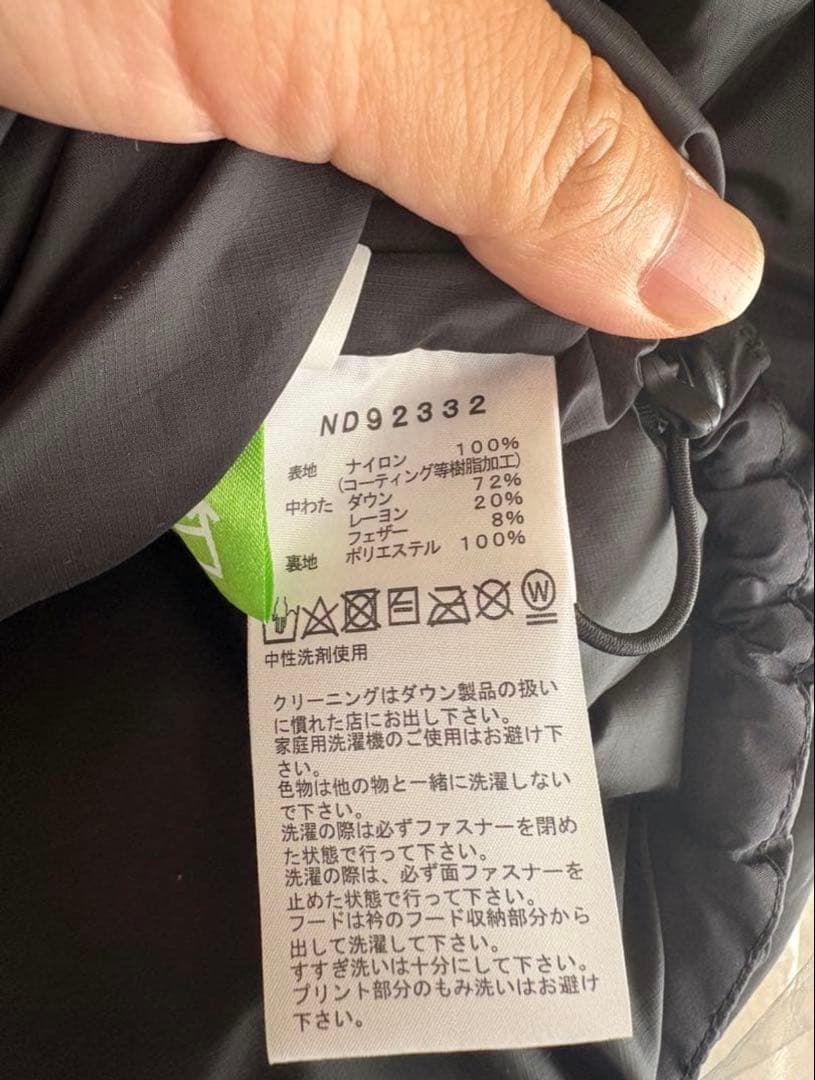 ND92332
表地 ナイロン 100%
(コーティング等樹脂加工)
中わた ダウン 72%
レーヨン 20%
フェザー 8%
裏地 ポリエステル 100%
W
中性洗剤使用
クリーニングはダウン製品の扱い
に慣れた店にお出し下さい。
家庭用洗濯機のご使用はお避け下
さい。
色物は他の物と一緒に洗濯しない
で下さい。
洗濯の際は必ずファスナーを閉め
た状態で行って下さい。
洗濯の際は、必ず面ファスナーを
止めた状態で行って下さい。
フードは衿のフード収納部分から
出して洗濯して下さい。
すすぎ洗いは十分にして下さい。
プリント部分のもみ洗いはお避け
下さい。